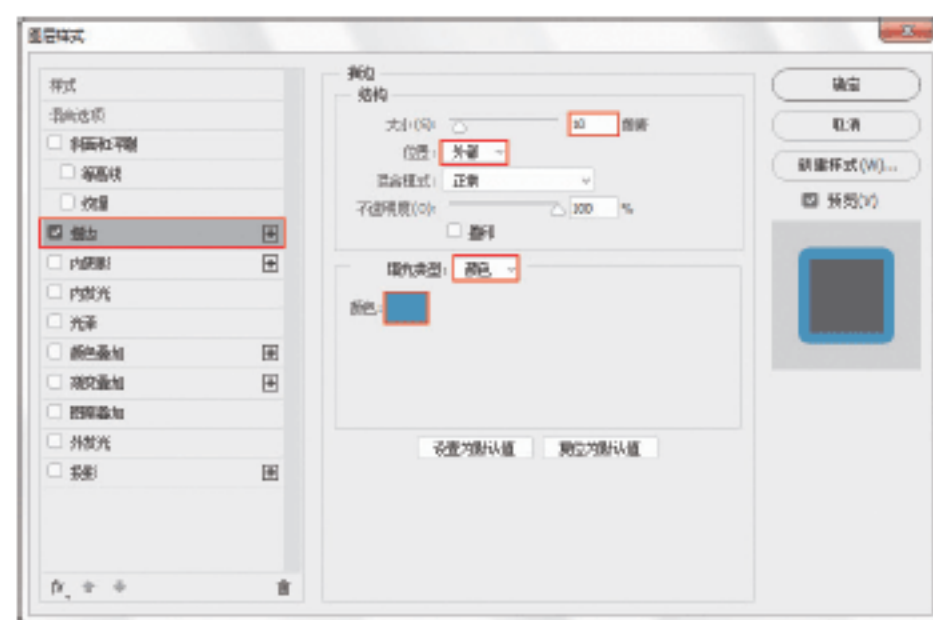 图层样式
样式
混合选项
斜面和浮雕
等高线
纹理
描边
内阴影
内发光
光泽
颜色叠加
渐变叠加
图案叠加
外发光
投影
fx
描边
结构
大小(S): 10 像素
位置: 外部
混合模式: 正常
不透明度(O): 100 %
叠印
填充类型: 颜色
颜色:
设置为默认值 复位为默认值
确定
取消
新建样式(W)...
预览(V)